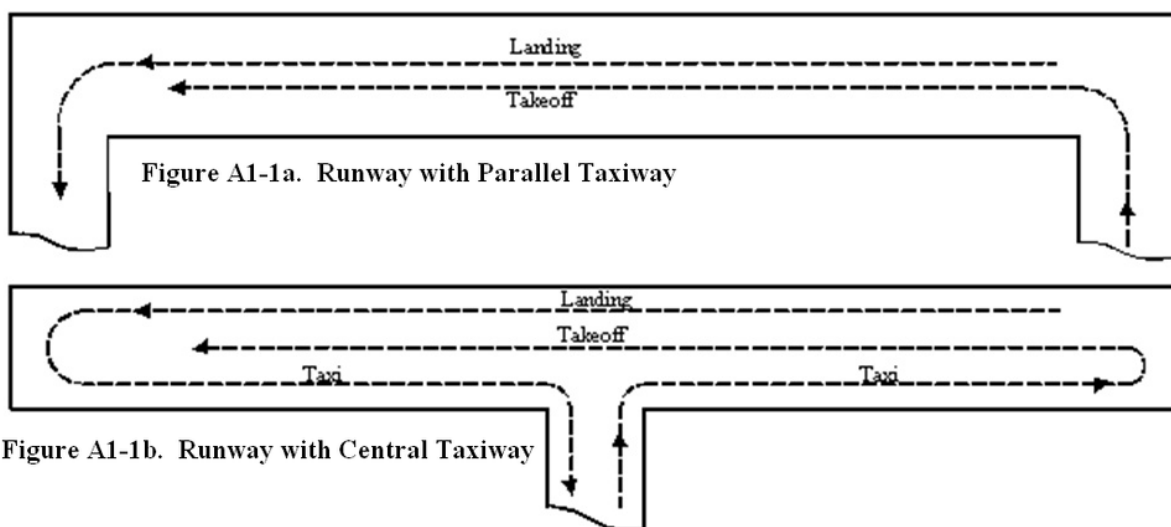 Landing
Takeoff
Figure A1-1a. Runway with Parallel Taxiway
Landing
Takeoff
Taxi
Taxi
Figure A1-1b. Runway with Central Taxiway